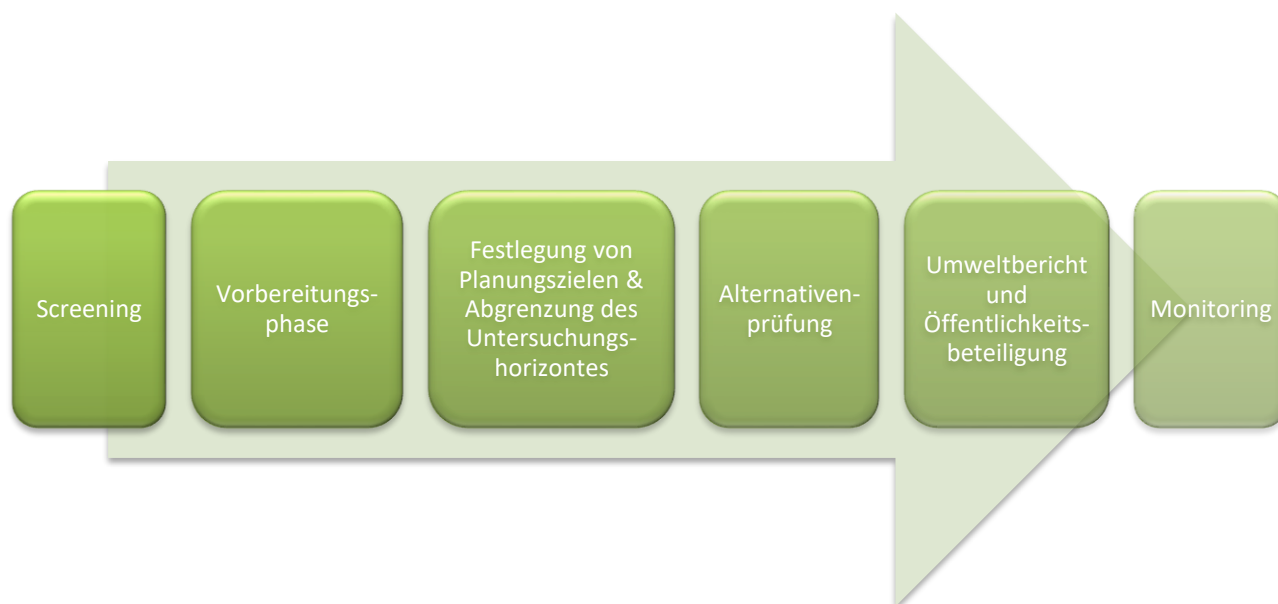 Screening
Vorbereitungs-
phase
Festlegung von
Planungszielen &
Abgrenzung des
Untersuchungs-
horizontes
Alternativen-
prüfung
Umweltbericht
und
Öffentlichkeits-
beteiligung
Monitoring